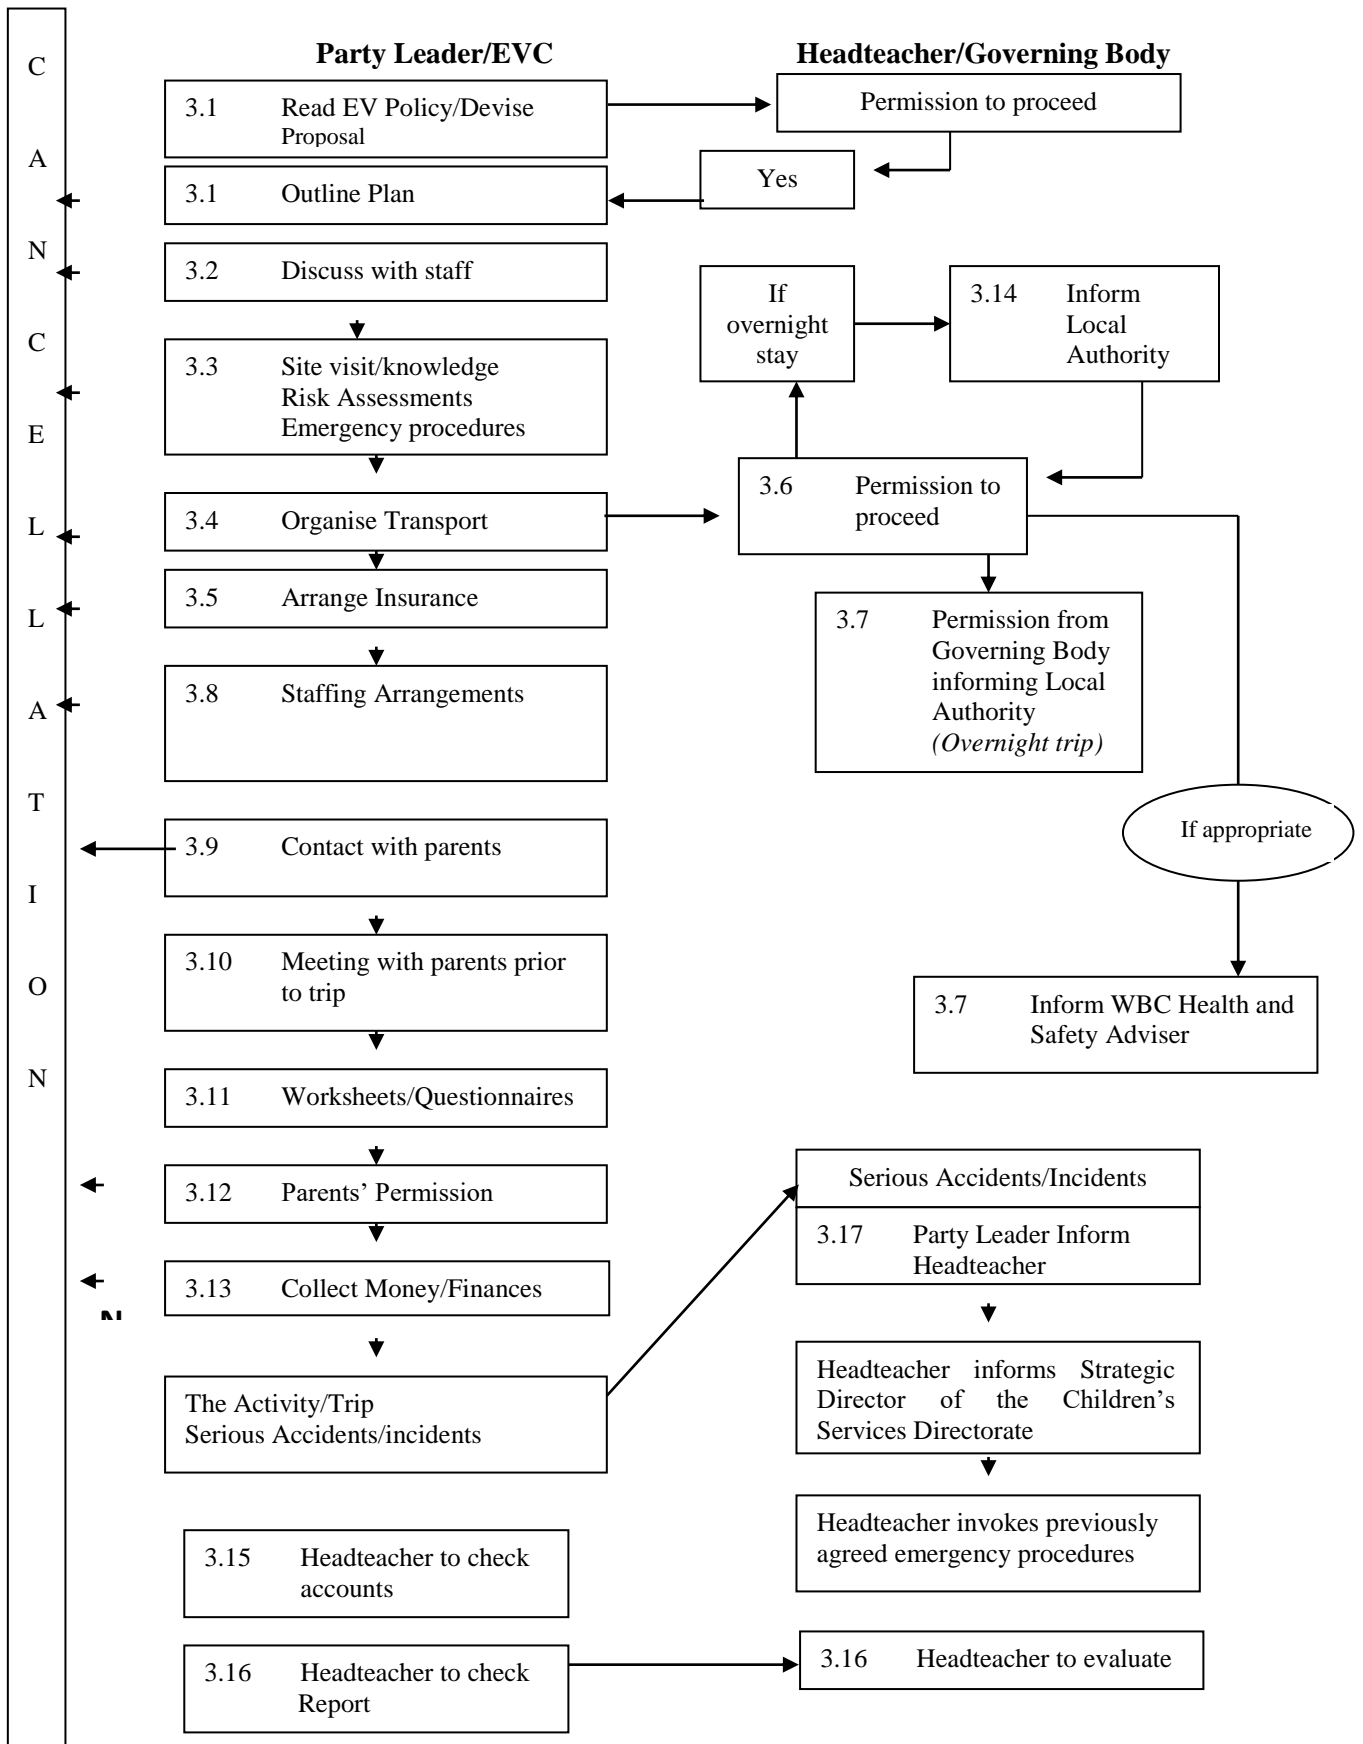 CANCELLATION
Party Leader/EVC
Headteacher/Governing Body
3.1 Read EV Policy/Devise
Proposal
Permission to proceed
Yes
3.1 Outline Plan
3.2 Discuss with staff
If
overnight
stay
3.14 Inform
Local
Authority
3.3 Site visit/knowledge
Risk Assessments
Emergency procedures
3.4 Organise Transport
3.6 Permission to
proceed
3.5 Arrange Insurance
3.7 Permission from
Governing Body
informing Local
Authority
(Overnight trip)
3.8 Staffing Arrangements
If appropriate
3.9 Contact with parents
3.10 Meeting with parents prior
to trip
3.7 Inform WBC Health and
Safety Adviser
3.11 Worksheets/Questionnaires
3.12 Parents’ Permission
Serious Accidents/Incidents
3.17 Party Leader Inform
Headteacher
3.13 Collect Money/Finances
The Activity/Trip
Serious Accidents/incidents
Headteacher informs Strategic
Director of the Children’s
Services Directorate
Headteacher invokes previously
agreed emergency procedures
3.15 Headteacher to check
accounts
3.16 Headteacher to check
Report
3.16 Headteacher to evaluate